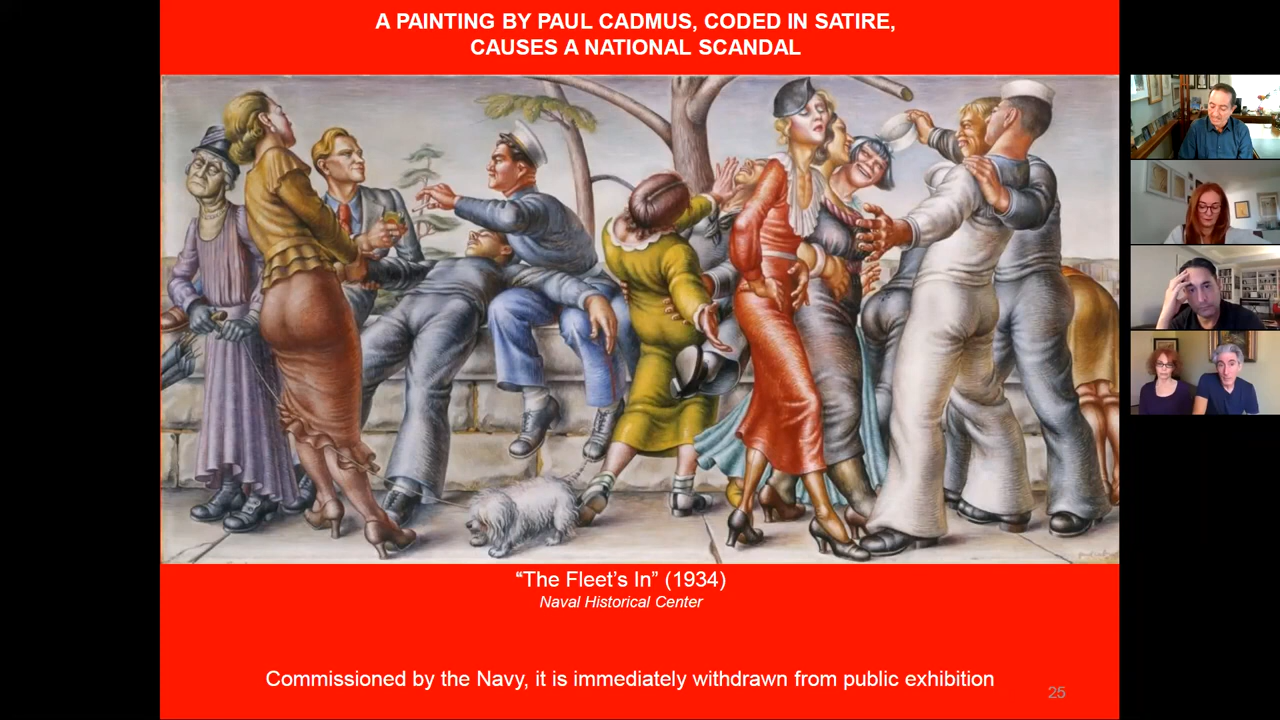 A PAINTING BY PAUL CADMUS, CODED IN SATIRE,
CAUSES A NATIONAL SCANDAL
“The Fleet’s In” (1934)
Naval Historical Center
Commissioned by the Navy, it is immediately withdrawn from public exhibition
25